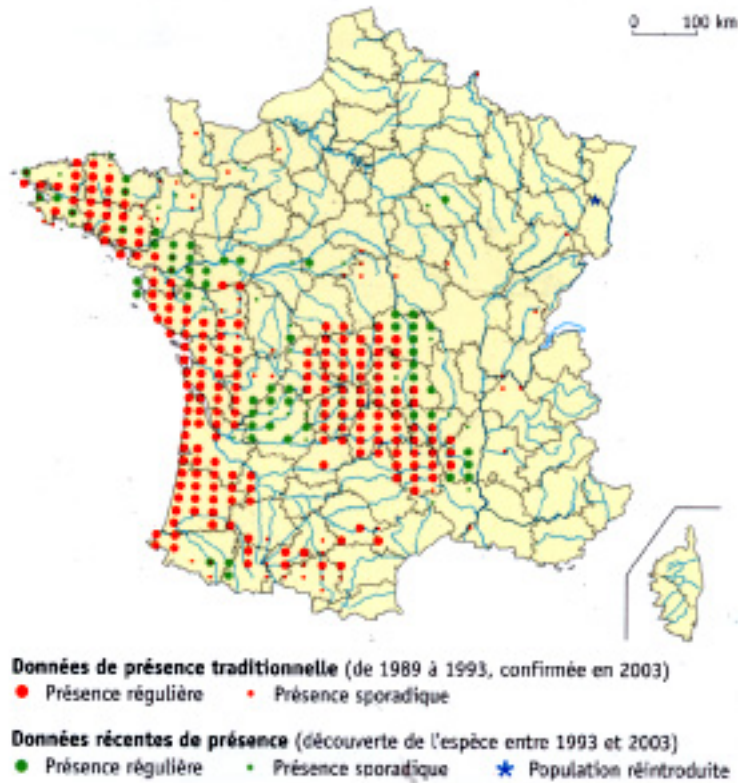 0 100 km
Données de présence traditionnelle (de 1989 à 1993, confirmée en 2003)
Présence régulière Présence sporadique
Données récentes de présence (découverte de l'espèce entre 1993 et 2003)
Présence régulière Présence sporadique Population réintroduite